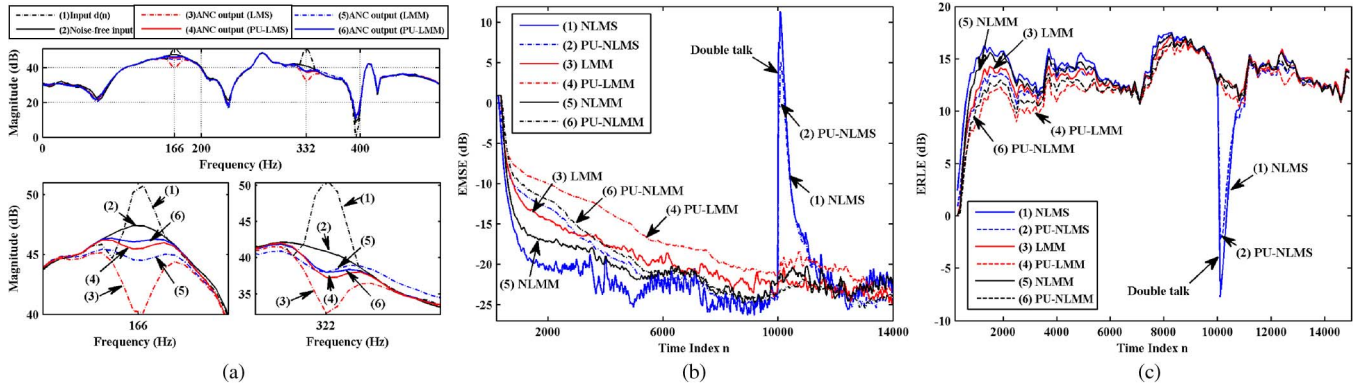 (1)Input d(n)
(2)Noise-free input
(3)ANC output (LMS)
(4)ANC output (PU-LMS)
(5)ANC output (LMM)
(6)ANC output (PU-LMM)
Magnitude (dB)
40
20
0
0
166
200
332
400
Frequency (Hz)
Magnitude (dB)
50
45
40
(1)
(2)
(6)
(4)
(3)
(5)
166
Frequency (Hz)
50
45
40
35
(1)
(2)
(5)
(3)
(4)
(6)
322
Frequency (Hz)
(a)
EMSE (dB)
10
5
0
-5
-10
-15
-20
-25
(1) NLMS
(2) PU-NLMS
(3) LMM
(4) PU-LMM
(5) NLMM
(6) PU-NLMM
Double talk
(2) PU-NLMS
(1) NLMS
(3) LMM
(6) PU-NLMM
(4) PU-LMM
(5) NLMM
2000
6000
10000
14000
Time Index n
(b)
ERLE (dB)
20
15
10
5
0
-5
-10
(5) NLMM
(3) LMM
(4) PU-LMM
(6) PU-NLMM
(1) NLMS
(2) PU-NLMS
Double talk
(1) NLMS
(2) PU-NLMS
(3) LMM
(4) PU-LMM
(5) NLMM
(6) PU-NLMM
2000
4000
6000
8000
10000
12000
14000
Time Index n
(c)